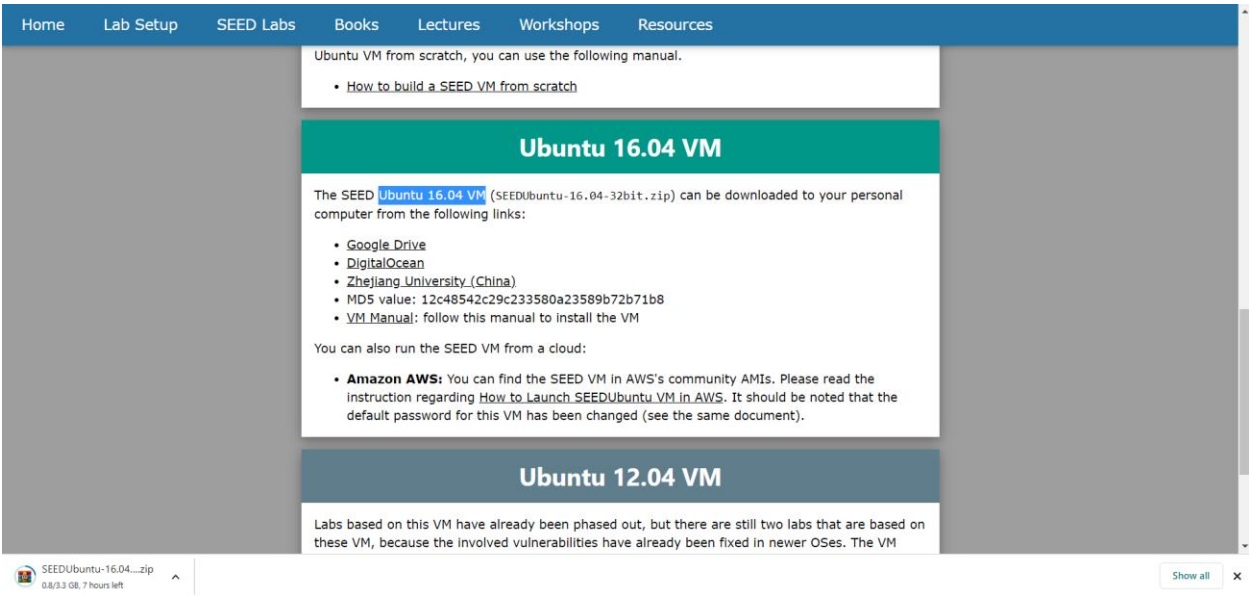 Home Lab Setup SEED Labs Books Lectures Workshops Resources
Ubuntu VM from scratch, you can use the following manual.
• How to build a SEED VM from scratch
Ubuntu 16.04 VM
The SEED Ubuntu 16.04 VM (SEEDUbuntu-16.04-32bit.zip) can be downloaded to your personal
computer from the following links:
• Google Drive
• DigitalOcean
• Zhejiang University (China)
• MD5 value: 12c48542c29c233580a23589b72b71b8
• VM Manual: follow this manual to install the VM
You can also run the SEED VM from a cloud:
• Amazon AWS: You can find the SEED VM in AWS's community AMIs. Please read the
instruction regarding How to Launch SEEDUbuntu VM in AWS. It should be noted that the
default password for this VM has been changed (see the same document).
Ubuntu 12.04 VM
Labs based on this VM have already been phased out, but there are still two labs that are based on
these VM, because the involved vulnerabilities have already been fixed in newer OSes. The VM
SEEDUbuntu-16.04....zip
0.8/3.3 GB, 7 hours left
Show all